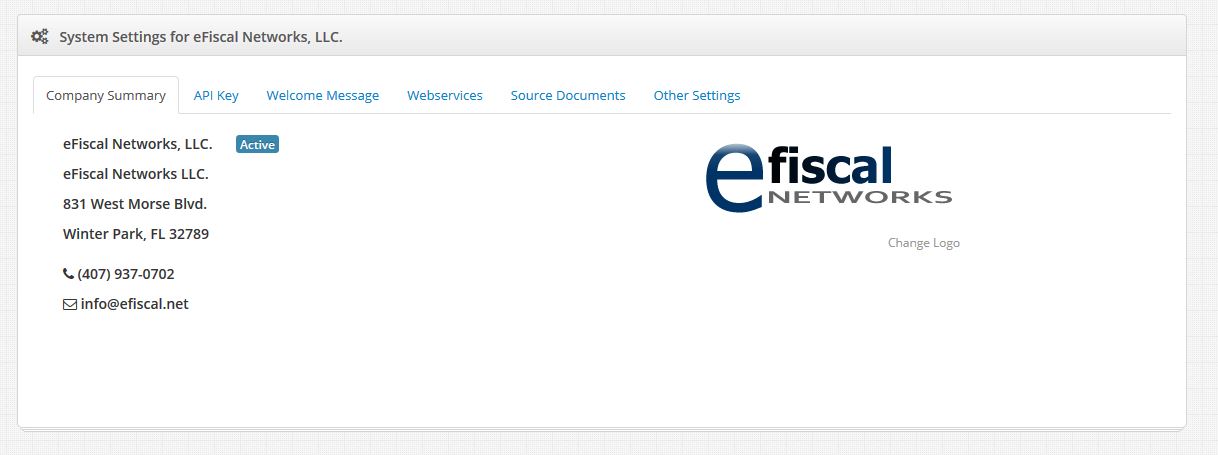 System Settings for eFiscal Networks, LLC.
Company Summary API Key Welcome Message Webservices Source Documents Other Settings
eFiscal Networks, LLC. Active
eFiscal Networks LLC.
831 West Morse Blvd.
Winter Park, FL 32789
(407) 937-0702
info@efiscal.net
efiscal
NETWORKS
Change Logo